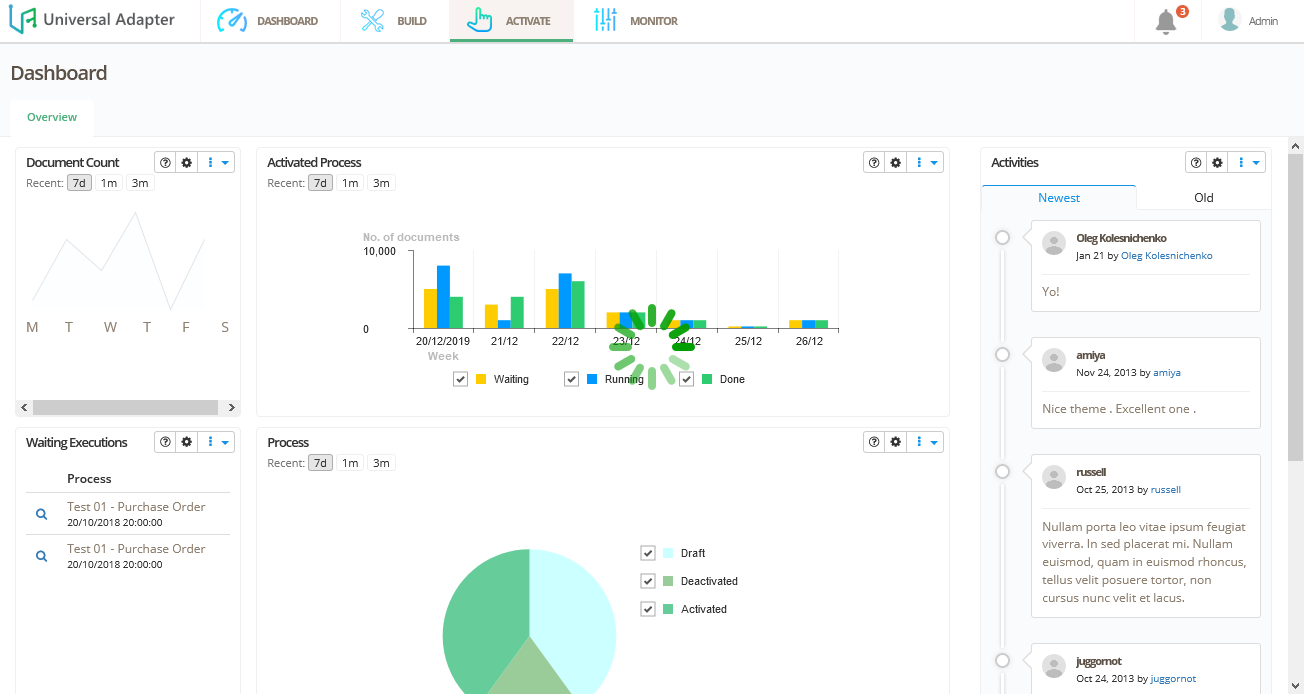 Universal Adapter
DASHBOARD
BUILD
ACTIVATE
MONITOR
3
Admin
Dashboard
Overview
Document Count
Recent: 7d 1m 3m
M T W T F S
Activated Process
Recent: 7d 1m 3m
No. of documents
10,000
0
20/12/2019 21/12 22/12 23/12 24/12 25/12 26/12
Week
Waiting Running Done
Activities
Newest Old
Oleg Kolesnichenko
Jan 21 by Oleg Kolesnichenko
Yo!
amiya
Nov 24, 2013 by amiya
Nice theme . Excellent one .
russell
Oct 25, 2013 by russell
Nullam porta leo vitae ipsum feugiat
viverra. In sed placerat mi. Nullam
euismod, quam in euismod rhoncus,
tellus velit posuere tortor, non
cursus nunc velit et lacus.
juggornot
Oct 24, 2013 by juggornot
Waiting Executions
Process
Test 01 - Purchase Order
20/10/2018 20:00:00
Test 01 - Purchase Order
20/10/2018 20:00:00
Process
Recent: 7d 1m 3m
Draft
Deactivated
Activated